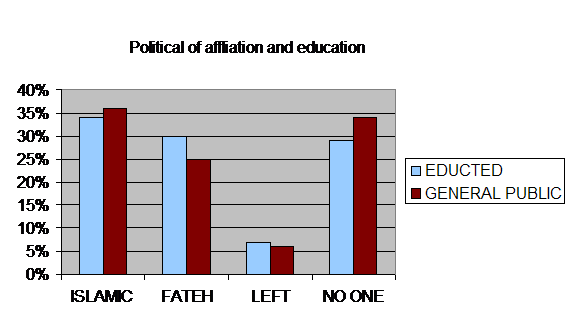 Political of affliation and education
40%
35%
30%
25%
20%
15%
10%
5%
0%
ISLAMIC FATEH LEFT NO ONE
EDUCTED
GENERAL PUBLIC